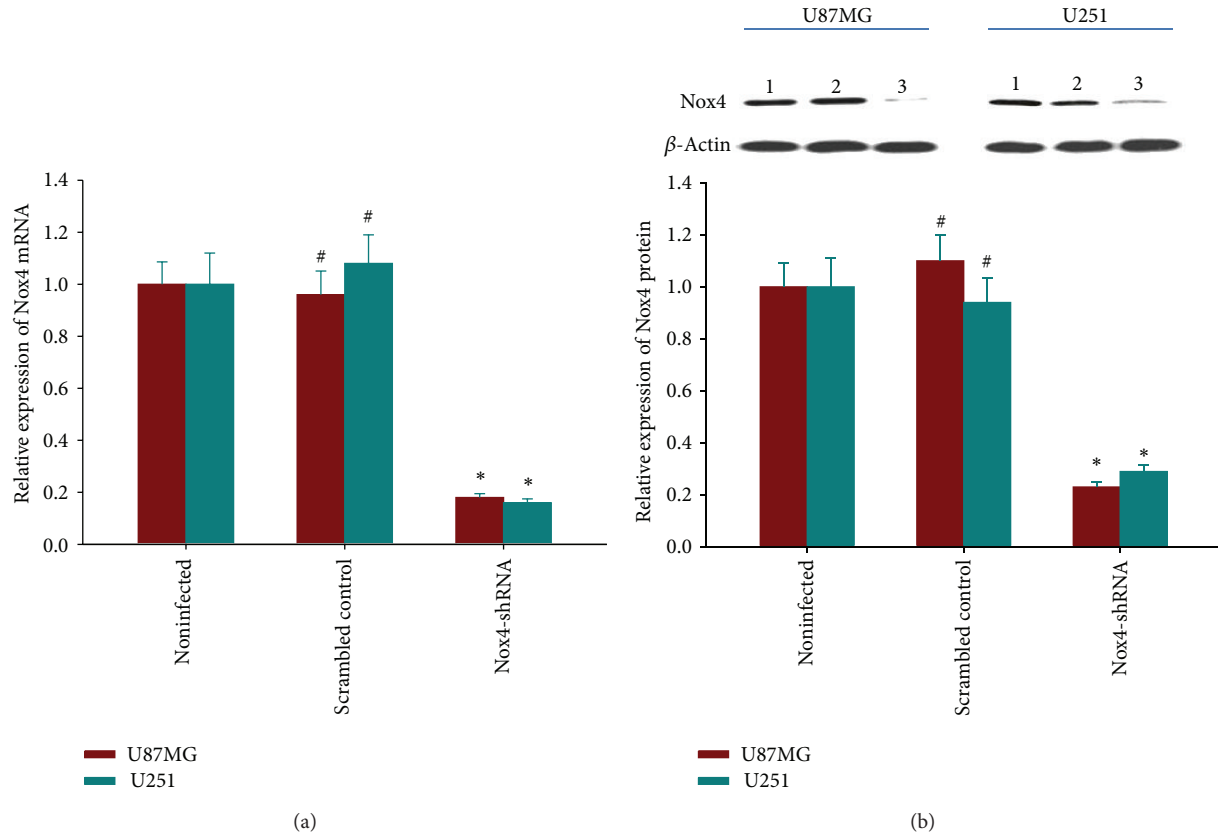 Relative expression of Nox4 mRNA
1.4
1.2
1.0
0.8
0.6
0.4
0.2
0.0
#
#
*
*
Noninfected
Scrambled control
Nox4-shRNA
U87MG
U251
(a)
U87MG
U251
Nox4
1
2
3
1
2
3
β-Actin
Relative expression of Nox4 protein
1.4
1.2
1.0
0.8
0.6
0.4
0.2
0.0
#
#
*
*
Noninfected
Scrambled control
Nox4-shRNA
U87MG
U251
(b)